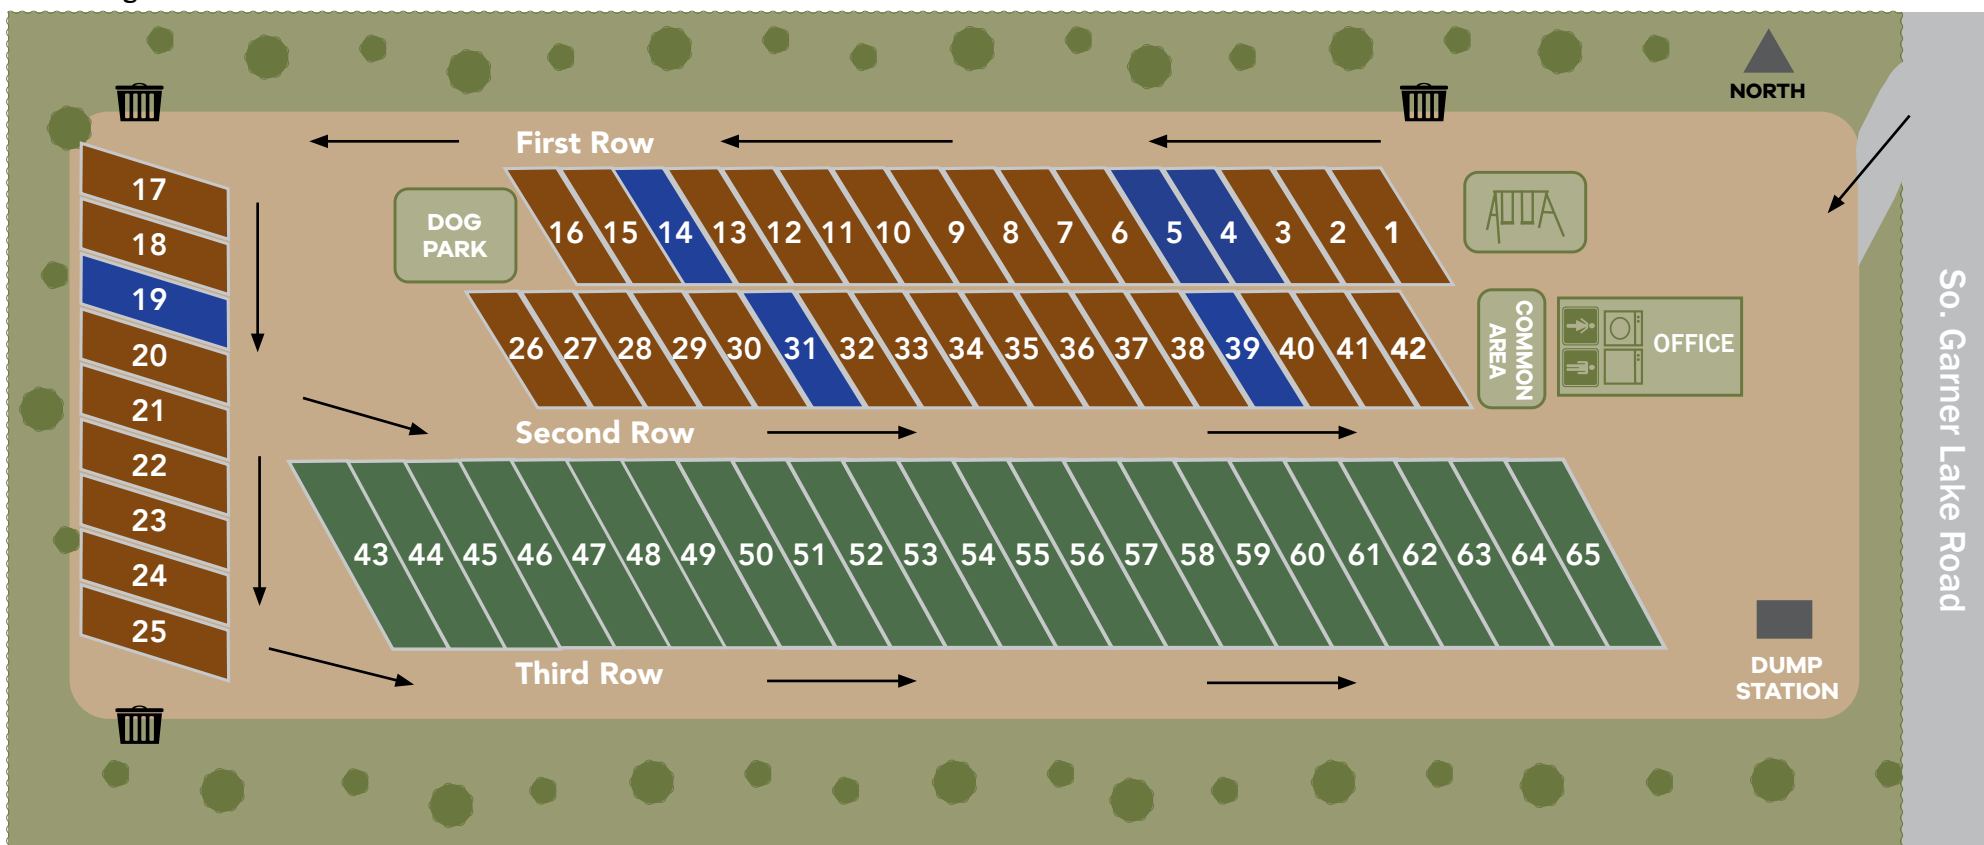 NORTH
First Row
DOG
PARK
16 15 14 13 12 11 10 9 8 7 6 5 4 3 2 1
17
18
19
20
21
22
23
24
25
26 27 28 29 30 31 32 33 34 35 36 37 38 39 40 41 42
COMMON
AREA
OFFICE
Second Row
43 44 45 46 47 48 49 50 51 52 53 54 55 56 57 58 59 60 61 62 63 64 65
Third Row
DUMP
STATION
So. Garner Lake Road